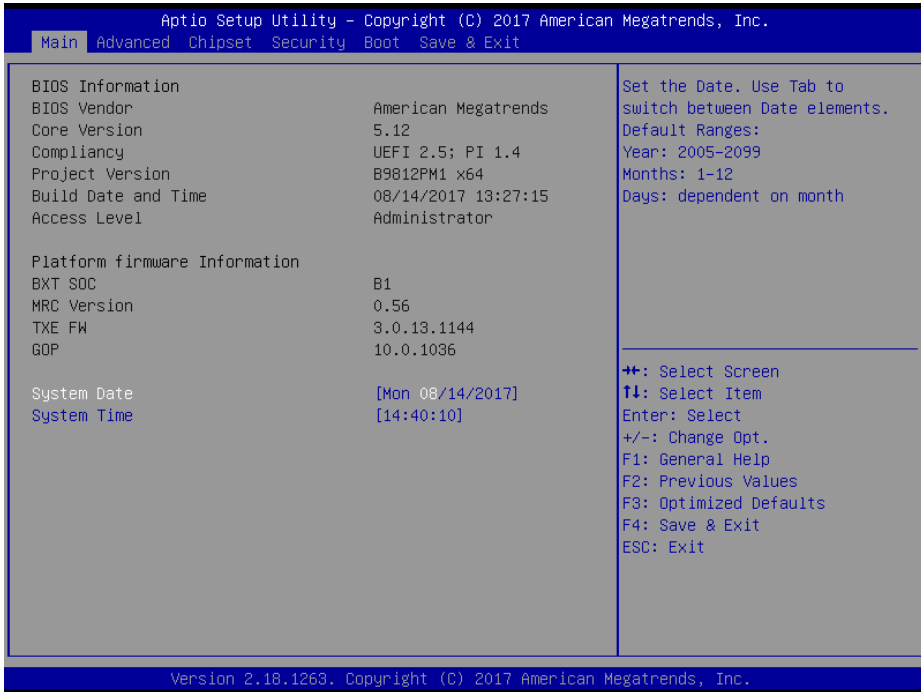 Aptio Setup Utility – Copyright (C) 2017 American Megatrends, Inc.
Main Advanced Chipset Security Boot Save & Exit
BIOS Information
BIOS Vendor American Megatrends
Core Version 5.12
Compliancy UEFI 2.5; PI 1.4
Project Version B9812PM1 x64
Build Date and Time 08/14/2017 13:27:15
Access Level Administrator
Platform firmware Information
BXT SOC B1
MRC Version 0.56
TXE FW 3.0.13.1144
GOP 10.0.1036
System Date [Mon 08/14/2017]
System Time [14:40:10]
Set the Date. Use Tab to
switch between Date elements.
Default Ranges:
Year: 2005-2099
Months: 1-12
Days: dependent on month
→←: Select Screen
↑↓: Select Item
Enter: Select
+/-: Change Opt.
F1: General Help
F2: Previous Values
F3: Optimized Defaults
F4: Save & Exit
ESC: Exit
Version 2.18.1263. Copyright (C) 2017 American Megatrends, Inc.